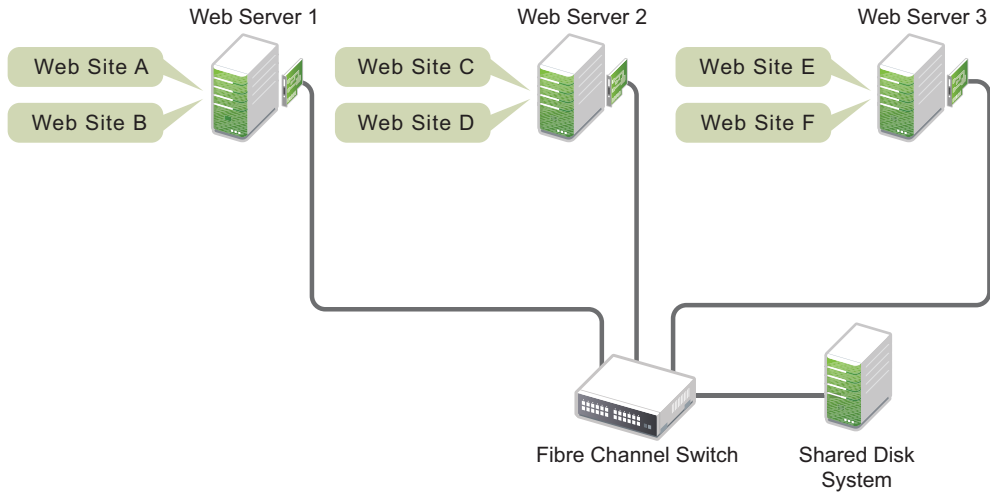 Web Server 1
Web Server 2
Web Server 3
Web Site A
Web Site C
Web Site E
Web Site B
Web Site D
Web Site F
Fibre Channel Switch
Shared Disk
System